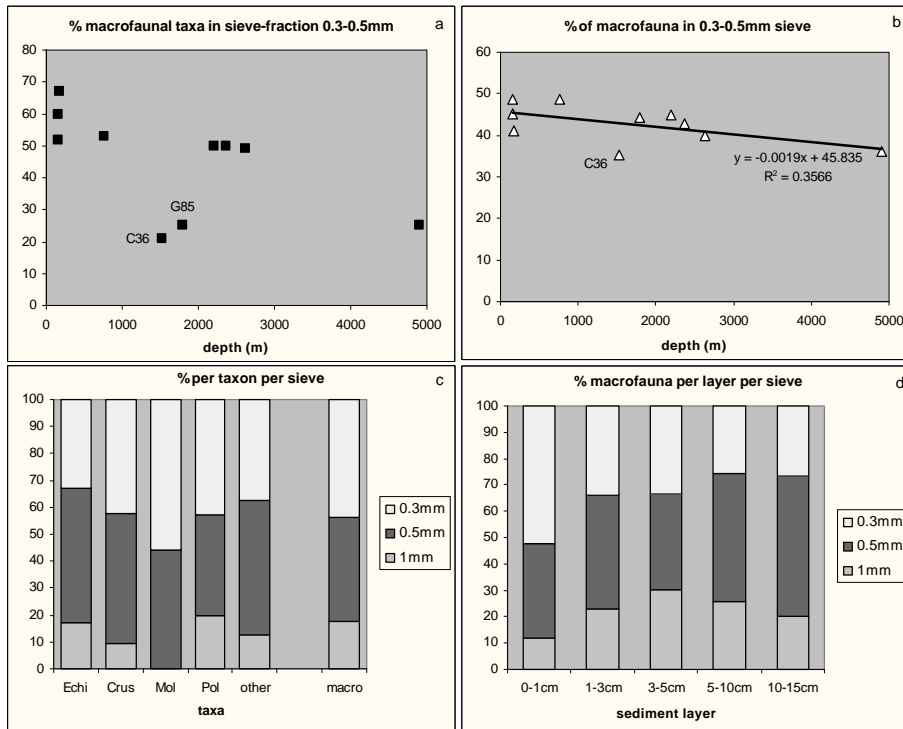 % macrofaunal taxa in sieve-fraction 0.3-0.5mm
a
80
70
60
50
40
30
20
10
0
G85
C36
0 1000 2000 3000 4000 5000
depth (m)
% of macrofauna in 0.3-0.5mm sieve
b
60
50
40
30
20
10
0
C36
y = -0.0019x + 45.835
R² = 0.3566
0 1000 2000 3000 4000 5000
depth (m)
% per taxon per sieve
c
100
90
80
70
60
50
40
30
20
10
0
0.3mm
0.5mm
1mm
Echi Crus Mol Pol other macro
taxa
% macrofauna per layer per sieve
d
100
90
80
70
60
50
40
30
20
10
0
0.3mm
0.5mm
1mm
0-1cm 1-3cm 3-5cm 5-10cm 10-15cm
sediment layer